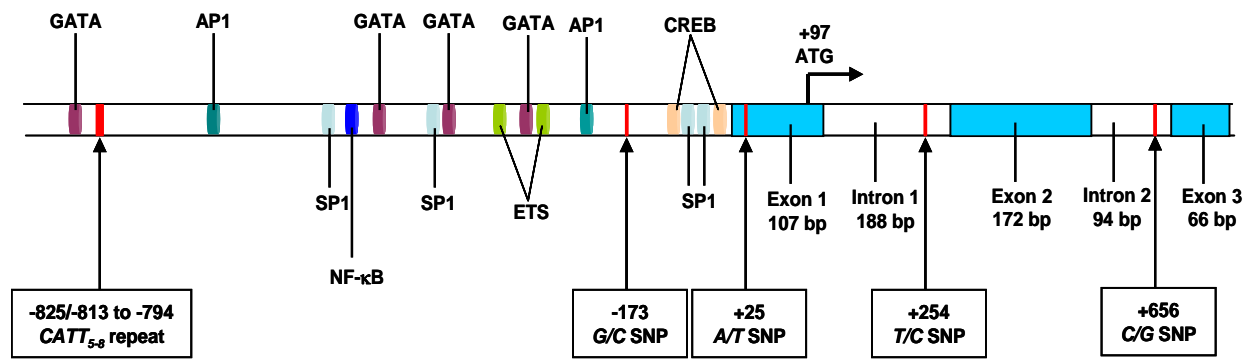 GATA
AP1
GATA
GATA
GATA
AP1
CREB
+97
ATG
SP1
NF-κB
SP1
ETS
SP1
Exon 1
107 bp
Intron 1
188 bp
Exon 2
172 bp
Intron 2
94 bp
Exon 3
66 bp
-825/-813 to -794
CATT5-8 repeat
-173
G/C SNP
+25
A/T SNP
+254
T/C SNP
+656
C/G SNP